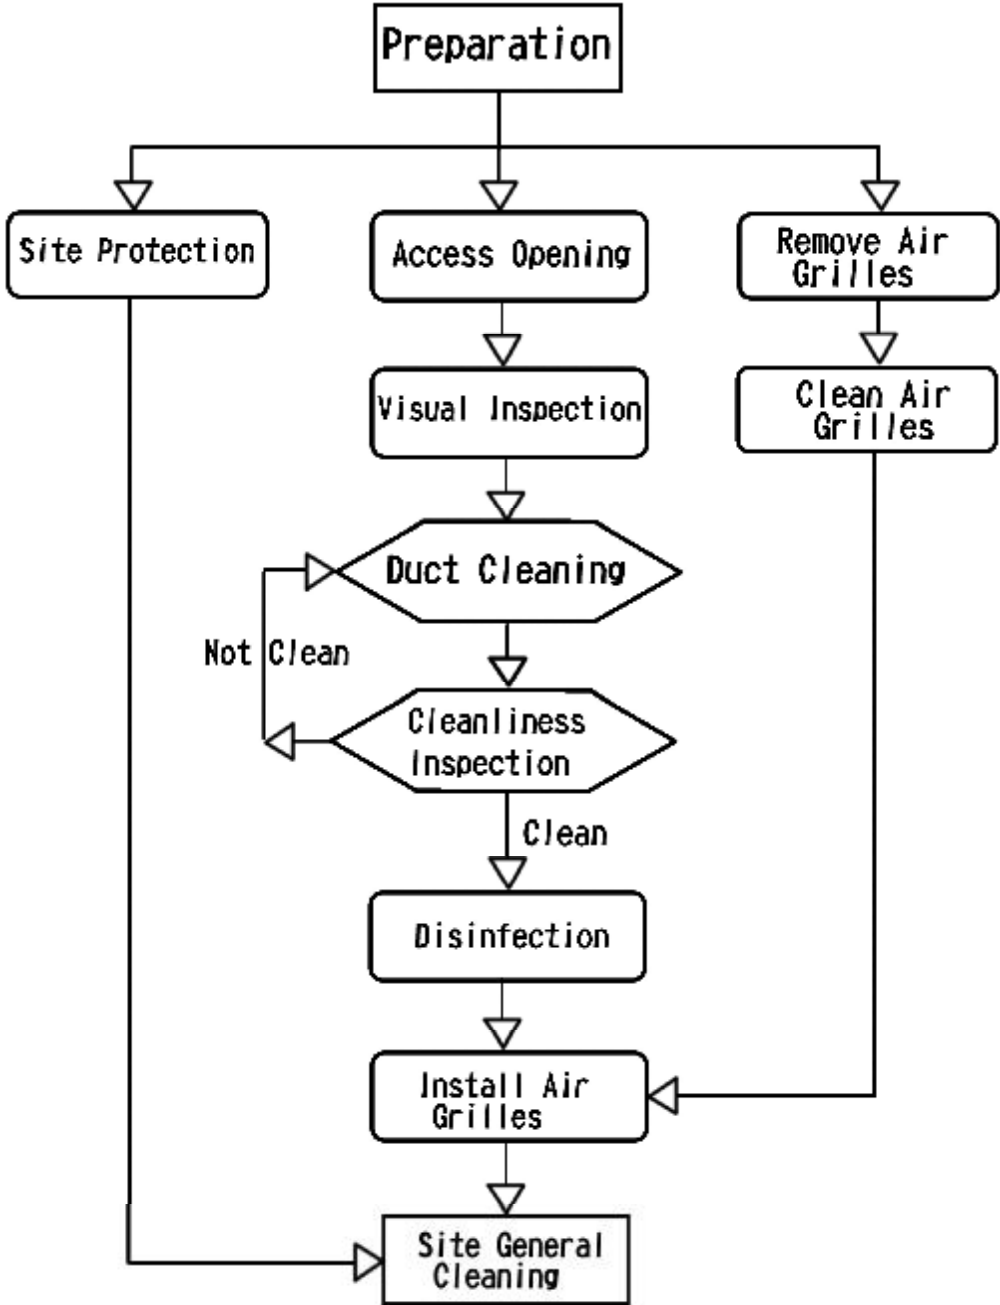 Preparation
Site Protection
Access Opening
Remove Air
Grilles
Visual Inspection
Clean Air
Grilles
Duct Cleaning
Not Clean
Cleanliness
Inspection
Clean
Disinfection
Install Air
Grilles
Site General
Cleaning